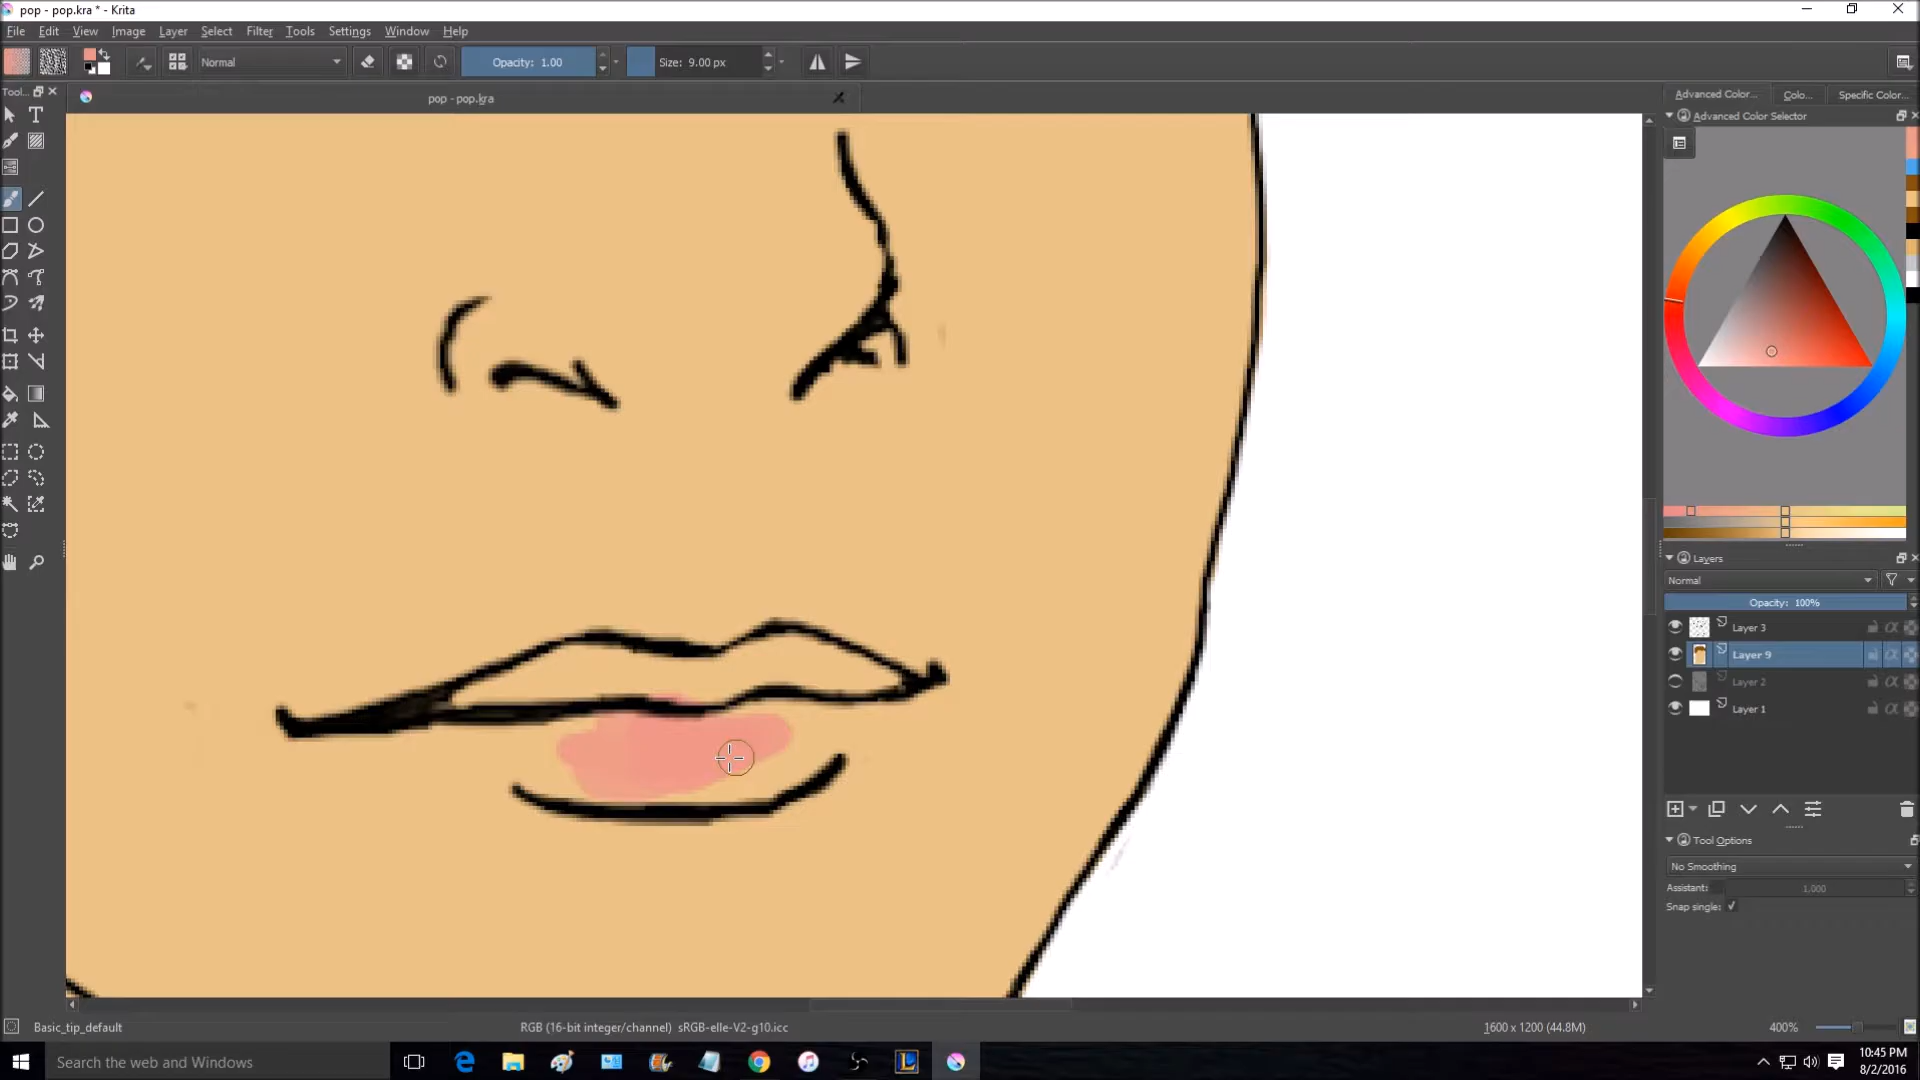 pop - pop.kra * - Krita
File Edit View Image Layer Select Filter Tools Settings Window Help
Normal Opacity: 1.00 Size: 9.00 px
Tool...
pop - pop.kra
Advanced Color... Colo... Specific Color...
Advanced Color Selector
Layers
Normal
Opacity: 100%
Layer 3
Layer 9
Layer 2
Layer 1
Tool Options
No Smoothing
Assistant: 1.000
Snap single:
Basic_tip_default RGB (16-bit integer/channel) sRGB-elle-V2-g10.icc 1600 x 1200 (44.8M) 400%
Search the web and Windows
10:45 PM
8/2/2016